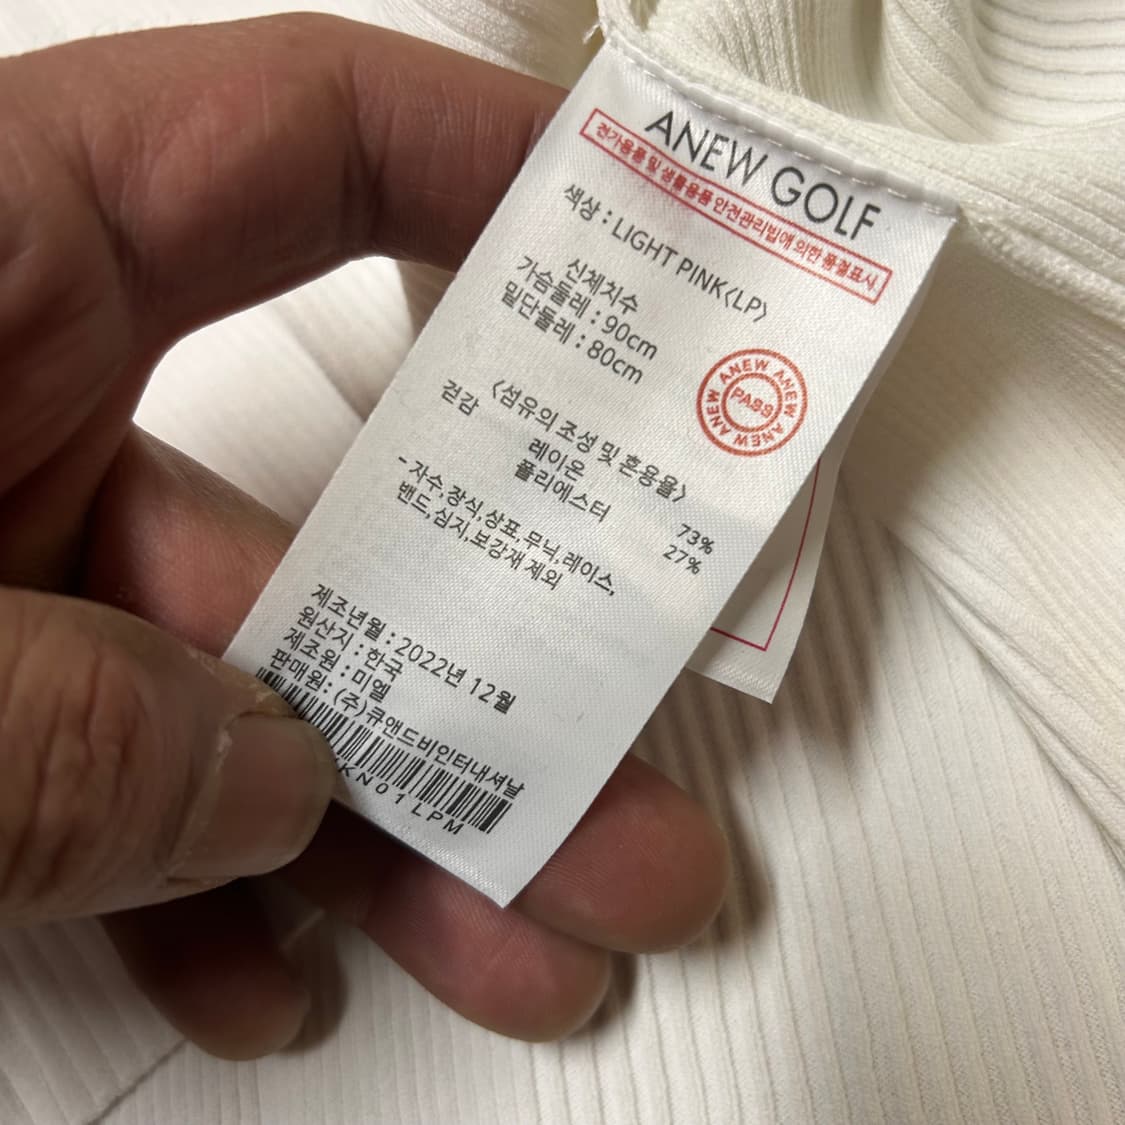 ANEW GOLF
전기용품 및 생활용품 안전관리법에 의한 품질표시
색상 : LIGHT PINK(LP)
신체치수
가슴둘레 : 90cm
밑단둘레 : 80cm
ANEW ANEW ANEW ANEW
PASS
<섬유의 조성 및 혼용율>
겉감
레이온 73%
폴리에스터 27%
- 자수,장식,상표,무늬,레이스,
밴드,심지,보강재 제외
제조년월 : 2022년 12월
원산지 : 한국
제조원 : 미엘
판매원 : (주)큐앤드비인터내셔날
KN01LPM